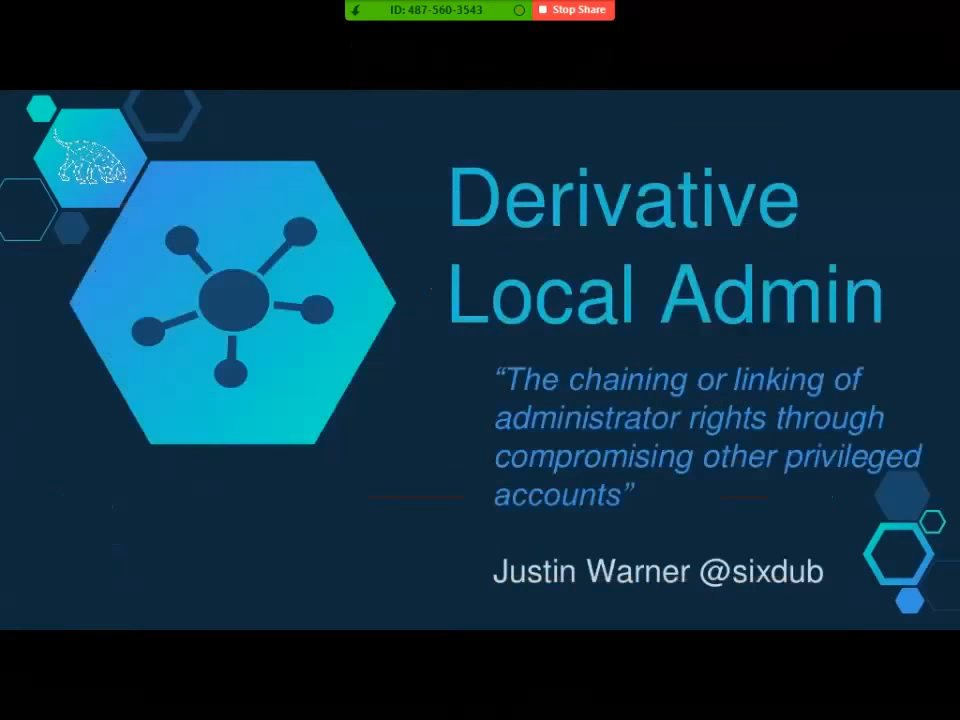 ID: 487-560-3543
Stop Share
Derivative
Local Admin
“The chaining or linking of
administrator rights through
compromising other privileged
accounts”
Justin Warner @sixdub